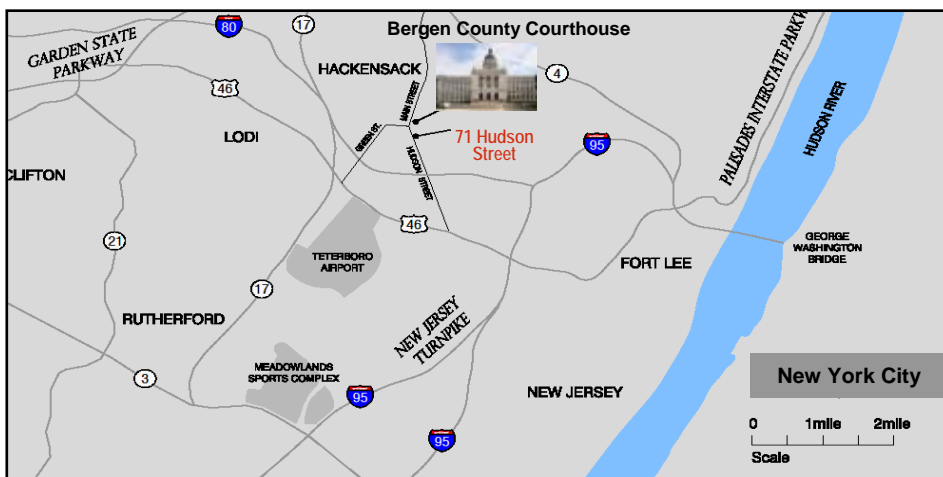 80
17
Bergen County Courthouse
GARDEN STATE
PARKWAY
HACKENSACK
4
PALISADES INTERSTATE PARKW
HUDSON RIVER
46
MAIN STREET
LODI
GREEN ST.
71 Hudson
Street
95
HUDSON STREET
CLIFTON
21
46
GEORGE
WASHINGTON
BRIDGE
TETERBORO
AIRPORT
FORT LEE
17
RUTHERFORD
NEW JERSEY
TURNPIKE
MEADOWLANDS
SPORTS COMPLEX
3
95
NEW JERSEY
New York City
95
0 1mile 2mile
Scale